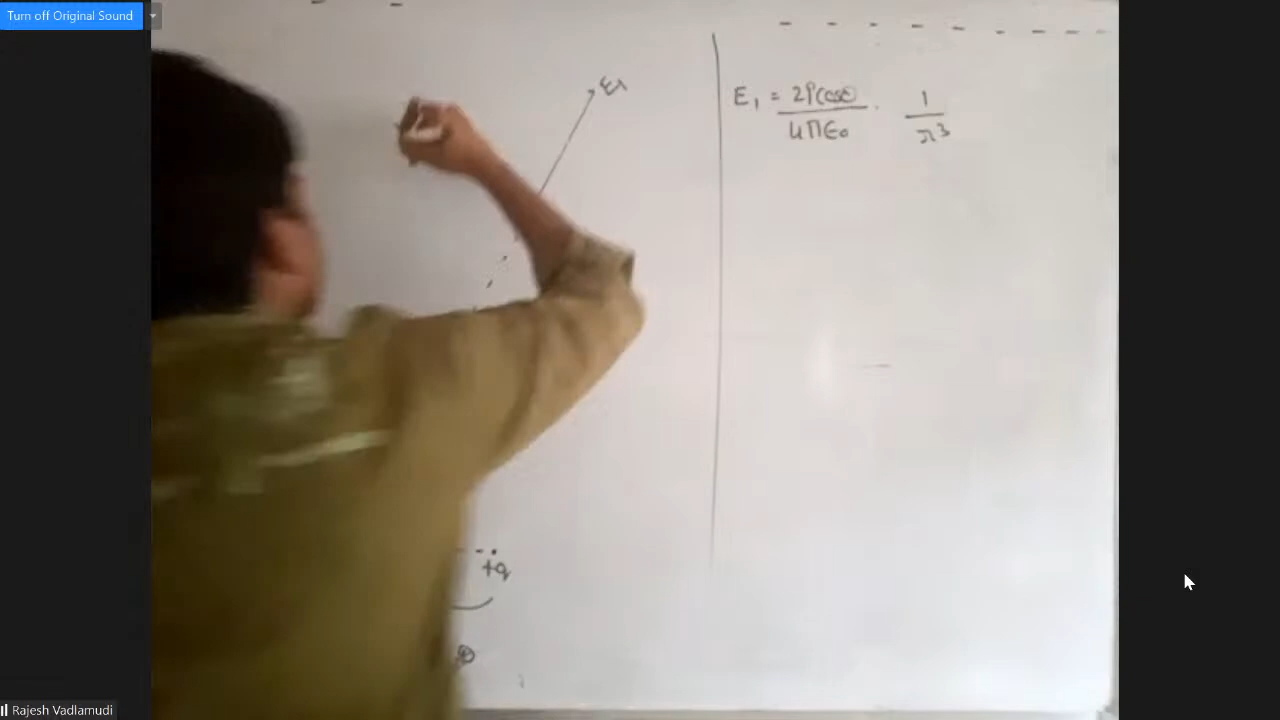 Turn off Original Sound
E1
E1 = 2Pcosθ / 4πε0 · 1 / r³
+q
Rajesh Vadlamudi